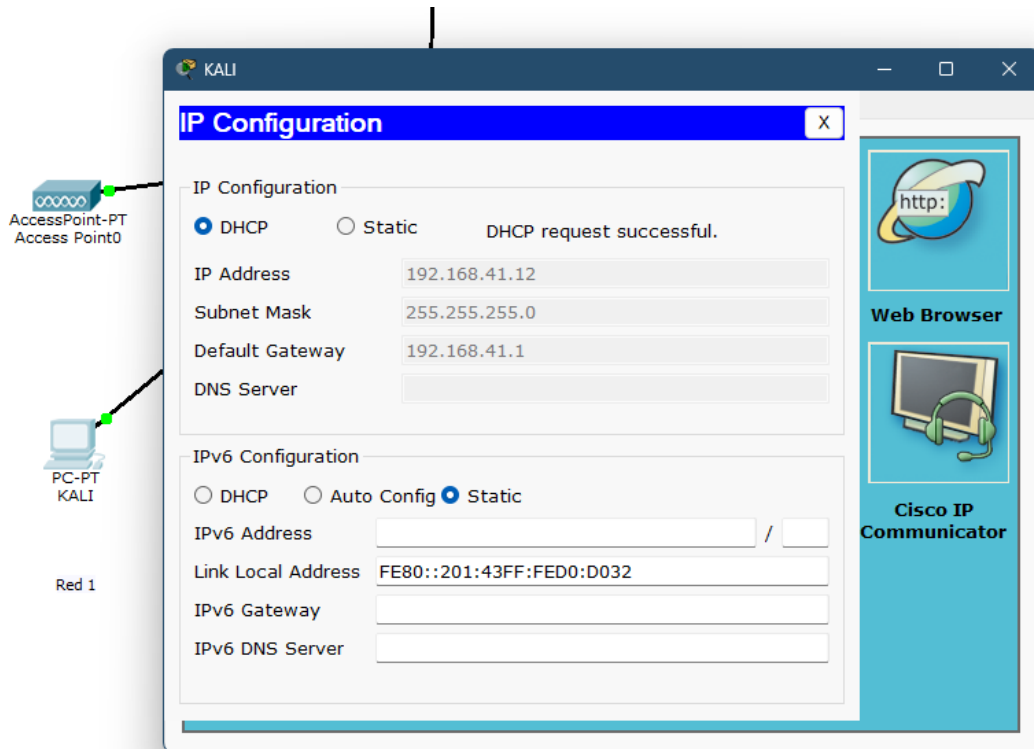 KALI
IP Configuration
X
IP Configuration
DHCP
Static
DHCP request successful.
IP Address
192.168.41.12
Subnet Mask
255.255.255.0
Default Gateway
192.168.41.1
DNS Server
IPv6 Configuration
DHCP
Auto Config
Static
IPv6 Address
/
Link Local Address
FE80::201:43FF:FED0:D032
IPv6 Gateway
IPv6 DNS Server
http:
Web Browser
Cisco IP
Communicator
AccessPoint-PT
Access Point0
PC-PT
KALI
Red 1